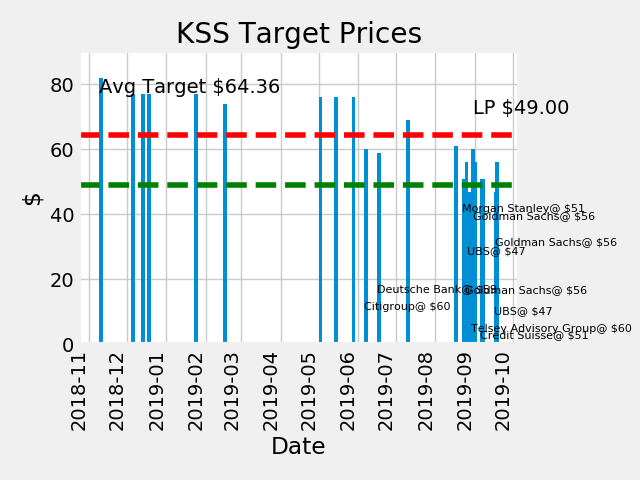 KSS Target Prices
Avg Target $64.36
LP $49.00
80
60
40
20
0
$
Morgan Stanley@ $51
Goldman Sachs@ $56
Goldman Sachs@ $56
UBS@ $47
Deutsche Bank@ $59
Goldman Sachs@ $56
Citigroup@ $60
UBS@ $47
Telsey Advisory Group@ $60
Credit Suisse@ $51
2018-11
2018-12
2019-01
2019-02
2019-03
2019-04
2019-05
2019-06
2019-07
2019-08
2019-09
2019-10
Date